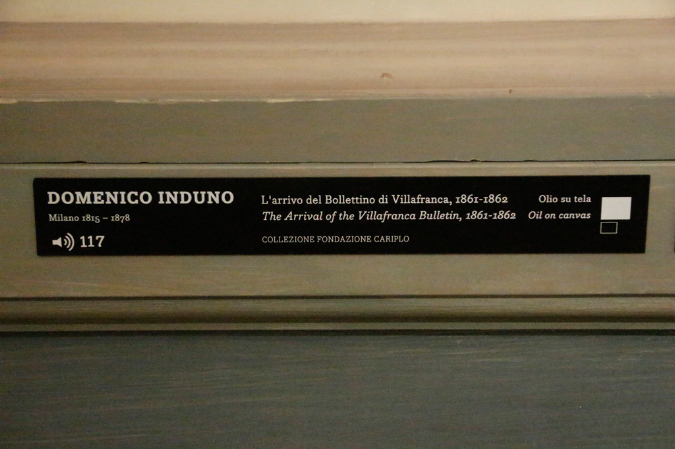 DOMENICO INDUNO
Milano 1815 – 1878
117
L'arrivo del Bollettino di Villafranca, 1861-1862
The Arrival of the Villafranca Bulletin, 1861-1862
COLLEZIONE FONDAZIONE CARIPLO
Olio su tela
Oil on canvas